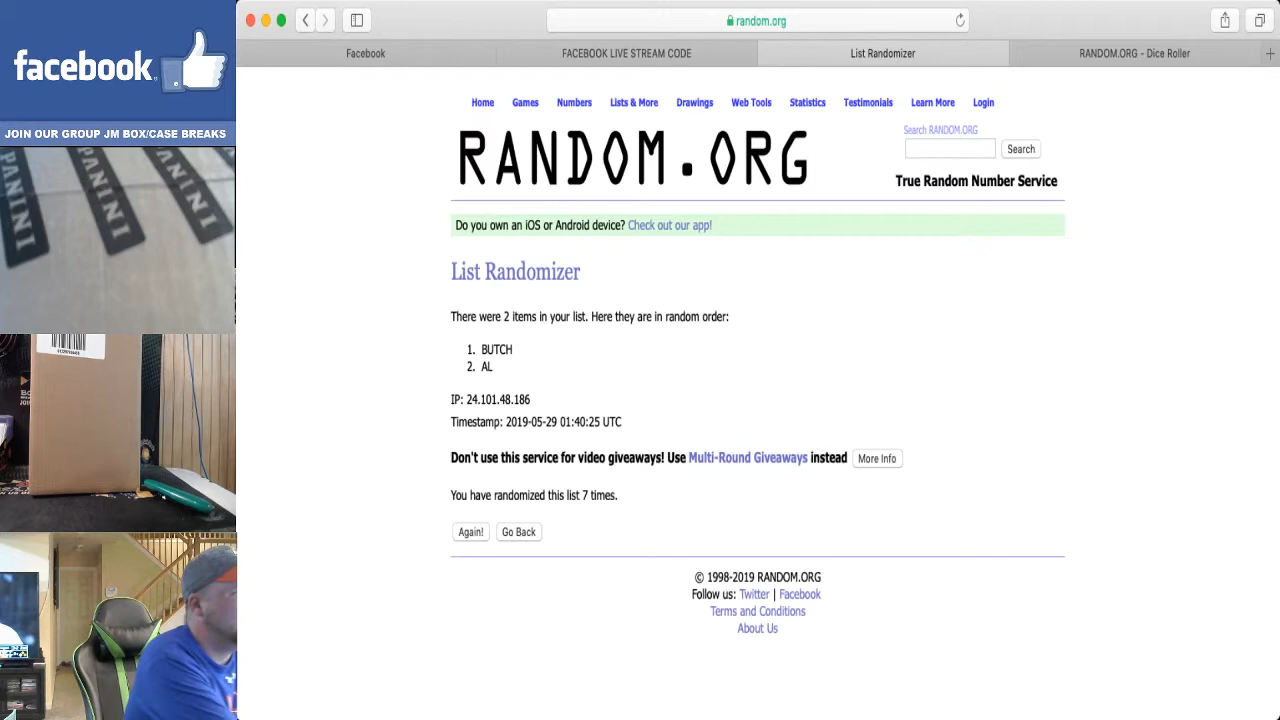 random.org
Facebook
FACEBOOK LIVE STREAM CODE
List Randomizer
RANDOM.ORG - Dice Roller
facebook
JOIN OUR GROUP JM BOX/CASE BREAKS
PANINI
PANINI
PANINI
Home Games Numbers Lists & More Drawings Web Tools Statistics Testimonials Learn More Login
RANDOM.ORG
Search RANDOM.ORG
Search
True Random Number Service
Do you own an iOS or Android device? Check out our app!
List Randomizer
There were 2 items in your list. Here they are in random order:
1. BUTCH
2. AL
IP: 24.101.48.186
Timestamp: 2019-05-29 01:40:25 UTC
Don't use this service for video giveaways! Use Multi-Round Giveaways instead More Info
You have randomized this list 7 times.
Again! Go Back
© 1998-2019 RANDOM.ORG
Follow us: Twitter | Facebook
Terms and Conditions
About Us